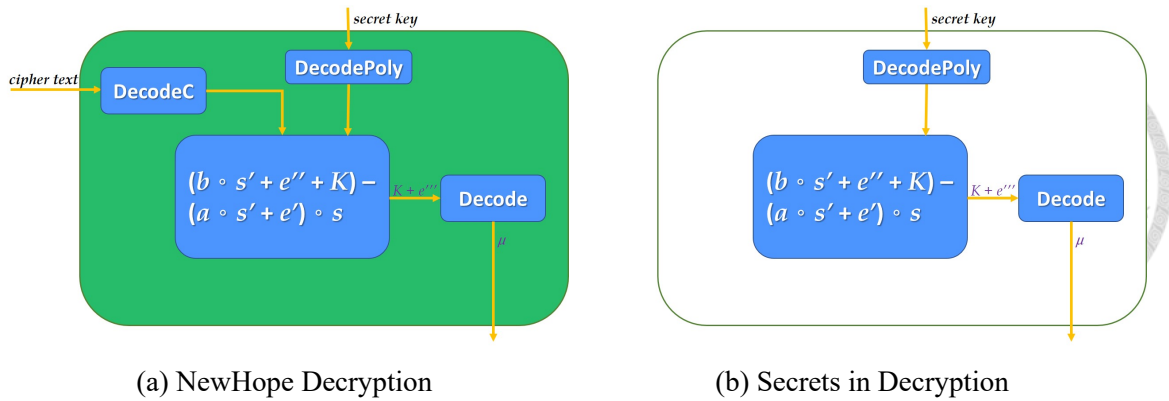 secret key
DecodePoly
cipher text
DecodeC
(b ∘ s′ + e″ + K) –
(a ∘ s′ + e′) ∘ s
K + e‴
Decode
μ
(a) NewHope Decryption
secret key
DecodePoly
(b ∘ s′ + e″ + K) –
(a ∘ s′ + e′) ∘ s
K + e‴
Decode
μ
(b) Secrets in Decryption